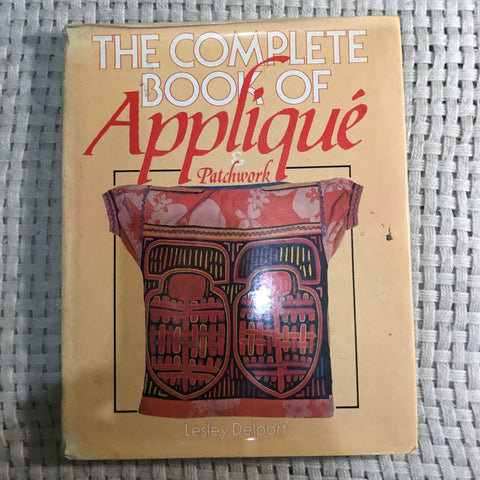 THE COMPLETE
BOOK OF
Appliqué
&
Patchwork
Lesley Delport